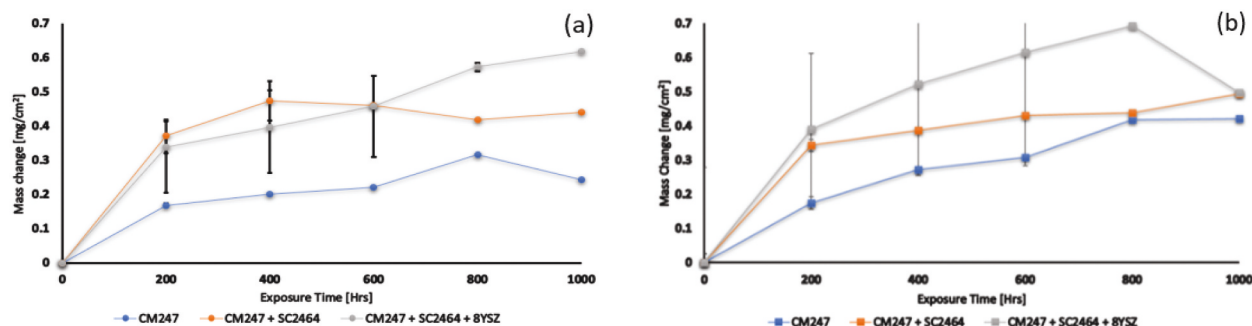 (a)
0.7
0.6
0.5
0.4
0.3
0.2
0.1
0
Mass change [mg/cm²]
0 200 400 600 800 1000
Exposure Time [Hrs]
CM247 CM247 + SC2464 CM247 + SC2464 + 8YSZ
(b)
0.7
0.6
0.5
0.4
0.3
0.2
0.1
0
Mass Change [mg/cm²]
0 200 400 600 800 1000
Exposure Time [Hrs]
CM247 CM247 + SC2464 CM247 + SC2464 + 8YSZ